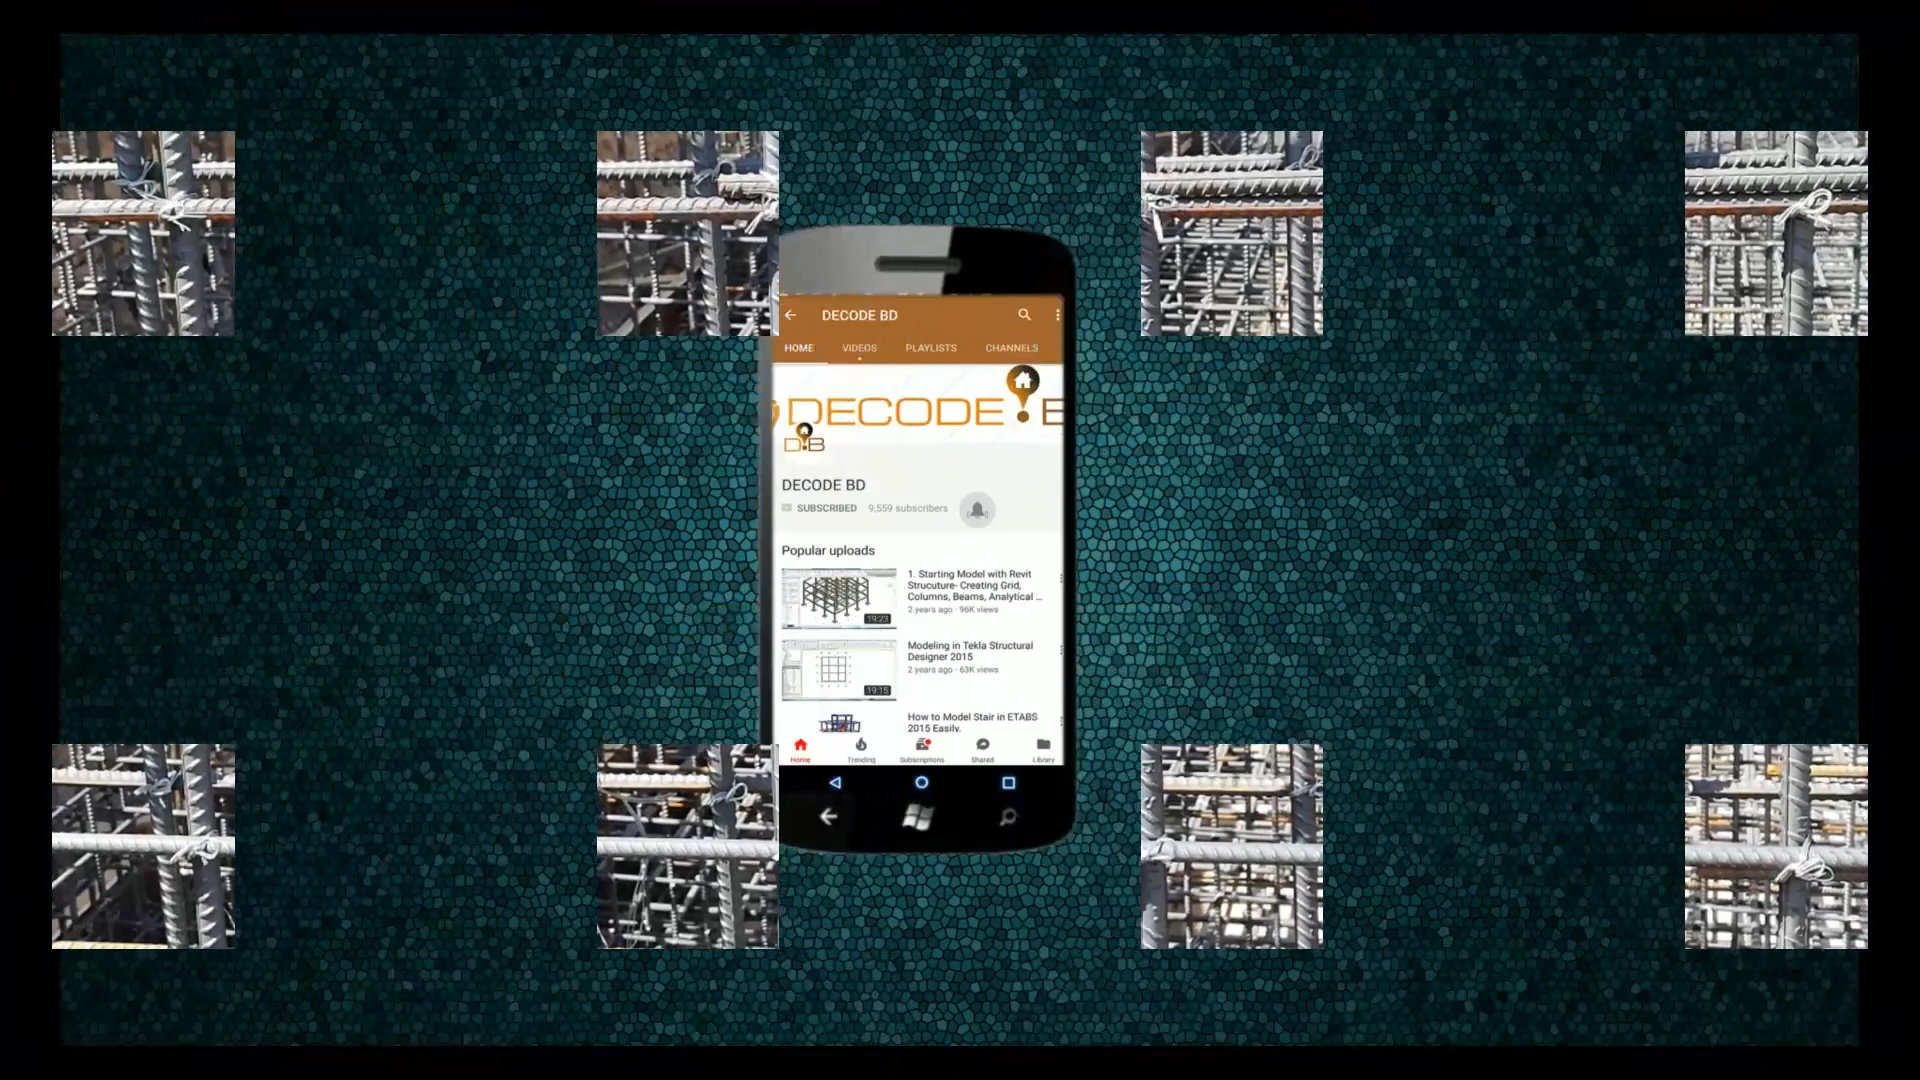 DECODE BD
HOME VIDEOS PLAYLISTS CHANNELS
DECODE B
D!B
DECODE BD
SUBSCRIBED 9,559 subscribers
Popular uploads
1. Starting Model with Revit
Strucuture- Creating Grid,
Columns, Beams, Analytical ...
2 years ago · 96K views
19:23
Modeling in Tekla Structural
Designer 2015
2 years ago · 63K views
19:15
How to Model Stair in ETABS
2015 Easily.
Home Trending Subscriptions Shared Library